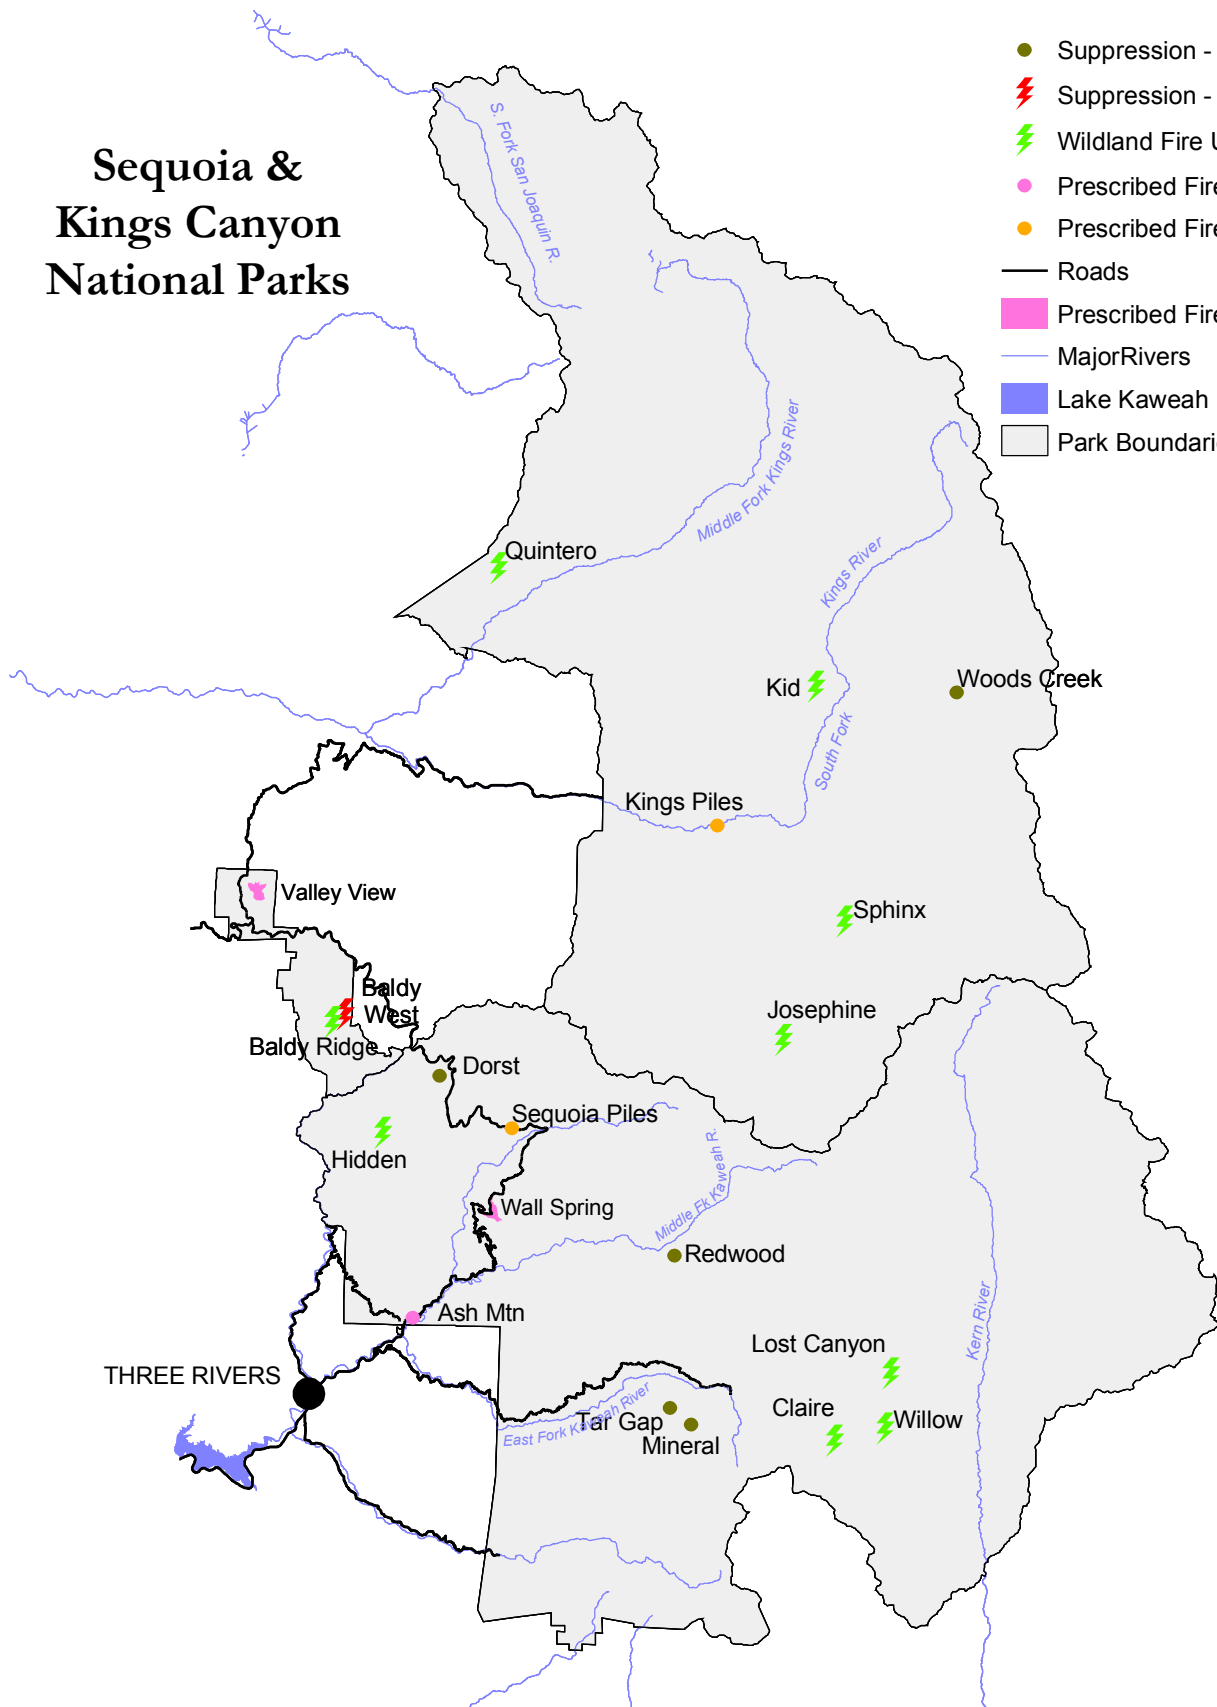 Sequoia &
Kings Canyon
National Parks
Suppression -
Suppression -
Wildland Fire U
Prescribed Fire
Prescribed Fire
Roads
Prescribed Fire
MajorRivers
Lake Kaweah
Park Boundarie
S. Fork San Joaquin R.
Middle Fork Kings River
Kings River
South Fork
Quintero
Kid
Woods Creek
Kings Piles
Valley View
Sphinx
Baldy
West
Baldy Ridge
Josephine
Dorst
Sequoia Piles
Hidden
Middle Fk Kaweah R.
Wall Spring
Redwood
Kern River
Ash Mtn
Lost Canyon
THREE RIVERS
East Fork Kaweah River
Tar Gap
Mineral
Claire
Willow